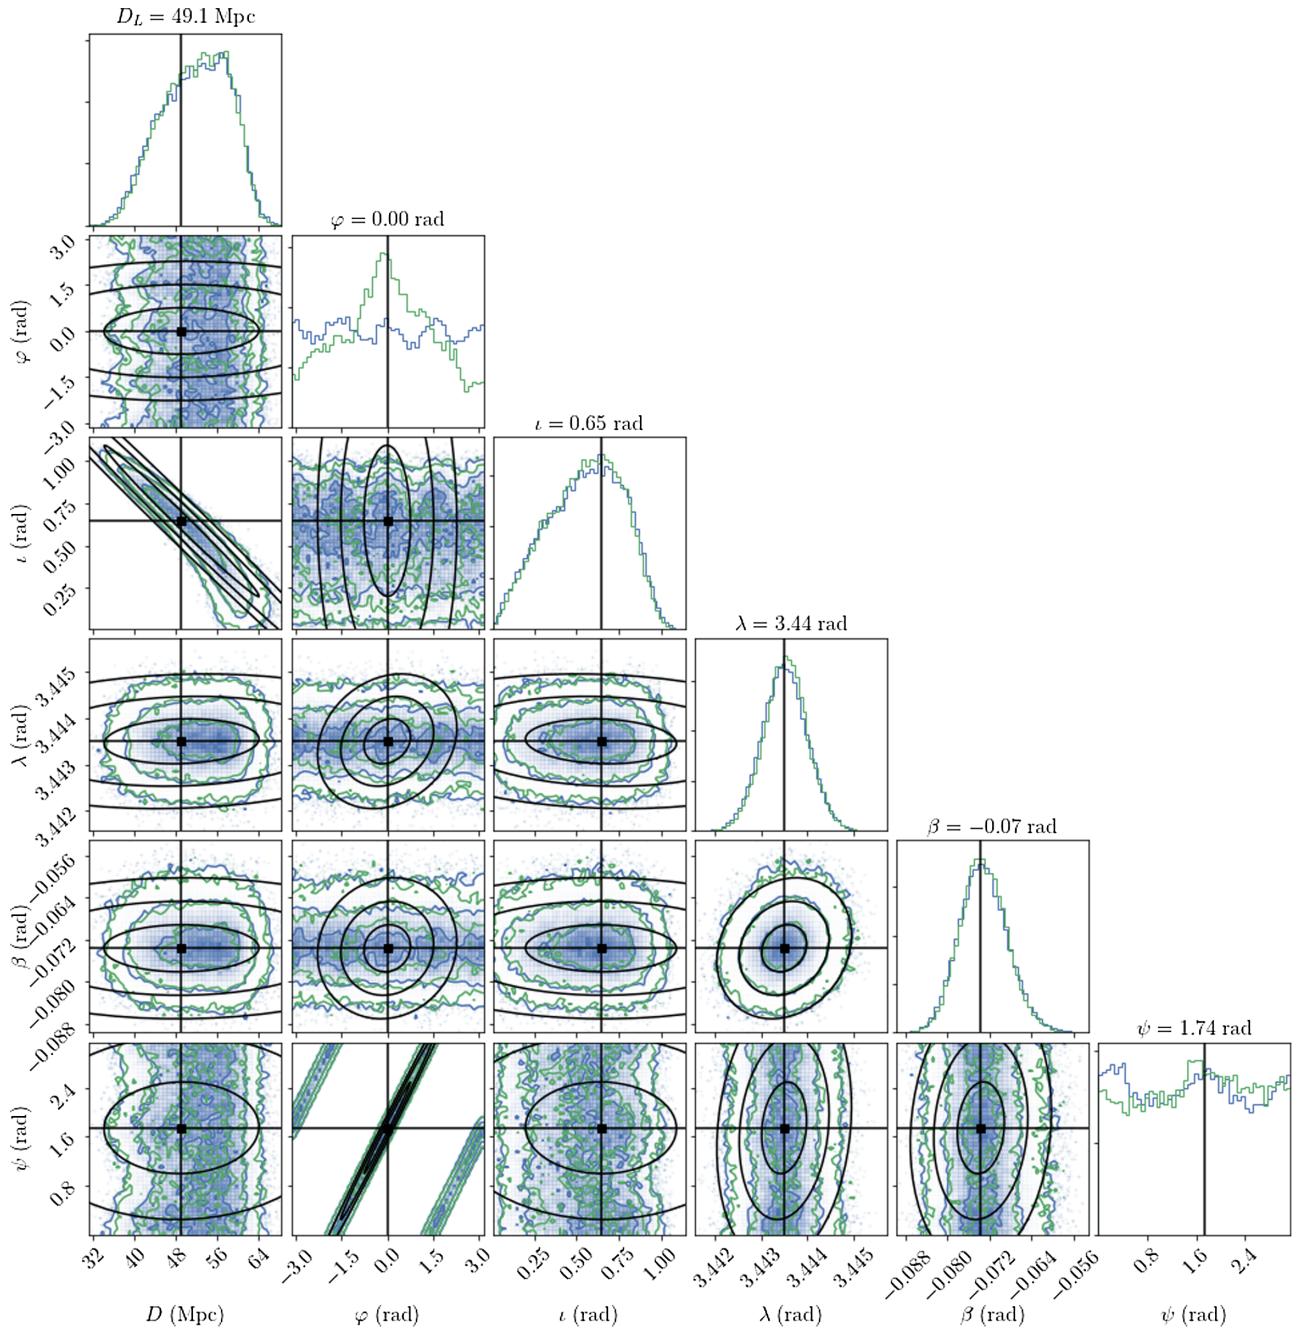 D_L = 49.1 Mpc
φ = 0.00 rad
3.0
1.5
0.0
−1.5
−3.0
φ (rad)
ι = 0.65 rad
1.00
0.75
0.50
0.25
ι (rad)
λ = 3.44 rad
3.445
3.444
3.443
3.442
λ (rad)
β = −0.07 rad
−0.056
−0.064
−0.072
−0.080
−0.088
β (rad)
ψ = 1.74 rad
2.4
1.6
0.8
ψ (rad)
32 40 48 56 64 −3.0 −1.5 0.0 1.5 3.0 0.25 0.50 0.75 1.00 3.442 3.443 3.444 3.445 −0.088 −0.080 −0.072 −0.064 −0.056 0.8 1.6 2.4
D (Mpc) φ (rad) ι (rad) λ (rad) β (rad) ψ (rad)